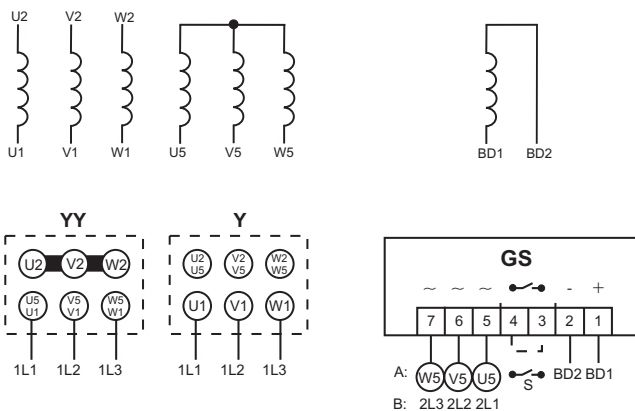 U2 V2 W2
U1 V1 W1 U5 V5 W5
BD1 BD2
YY Y
U2 V2 W2
U2 U5 V2 V5 W2 W5
U5 U1 V5 V1 W5 W1
U1 V1 W1
1L1 1L2 1L3 1L1 1L2 1L3
GS
~ ~ ~ - +
7 6 5 4 3 2 1
A: W5 V5 U5 S BD2 BD1
B: 2L3 2L2 2L1